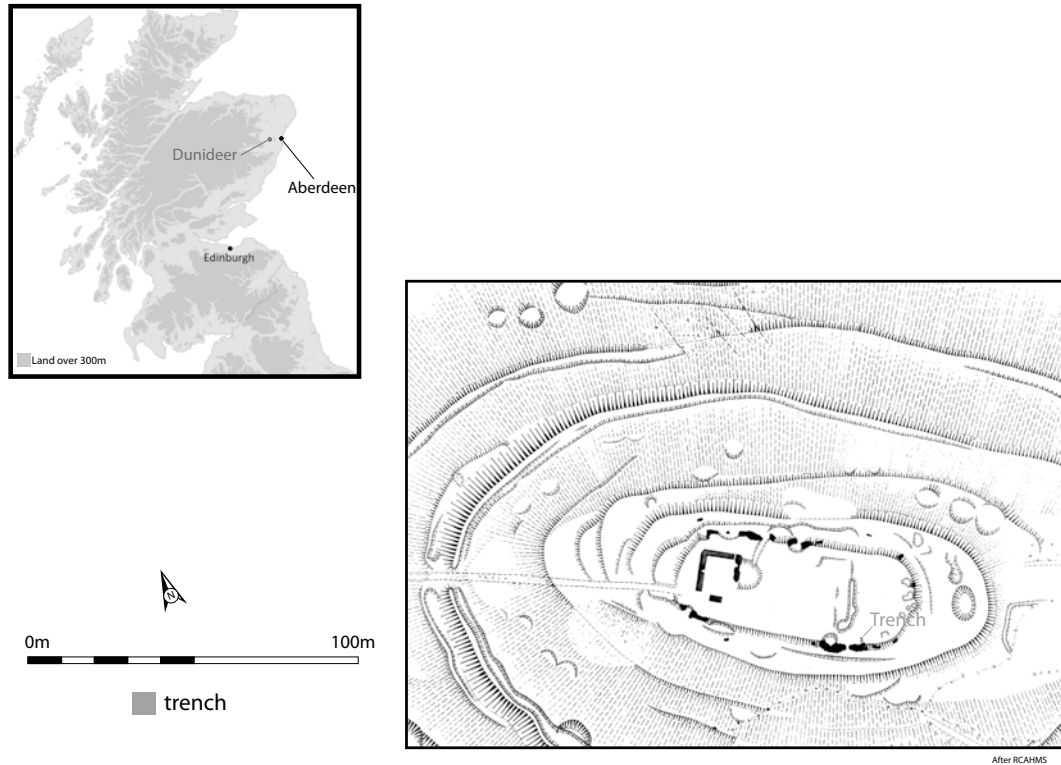 Dunideer
Aberdeen
Edinburgh
Land over 300m
N
0m 100m
trench
Trench
After RCAHMS